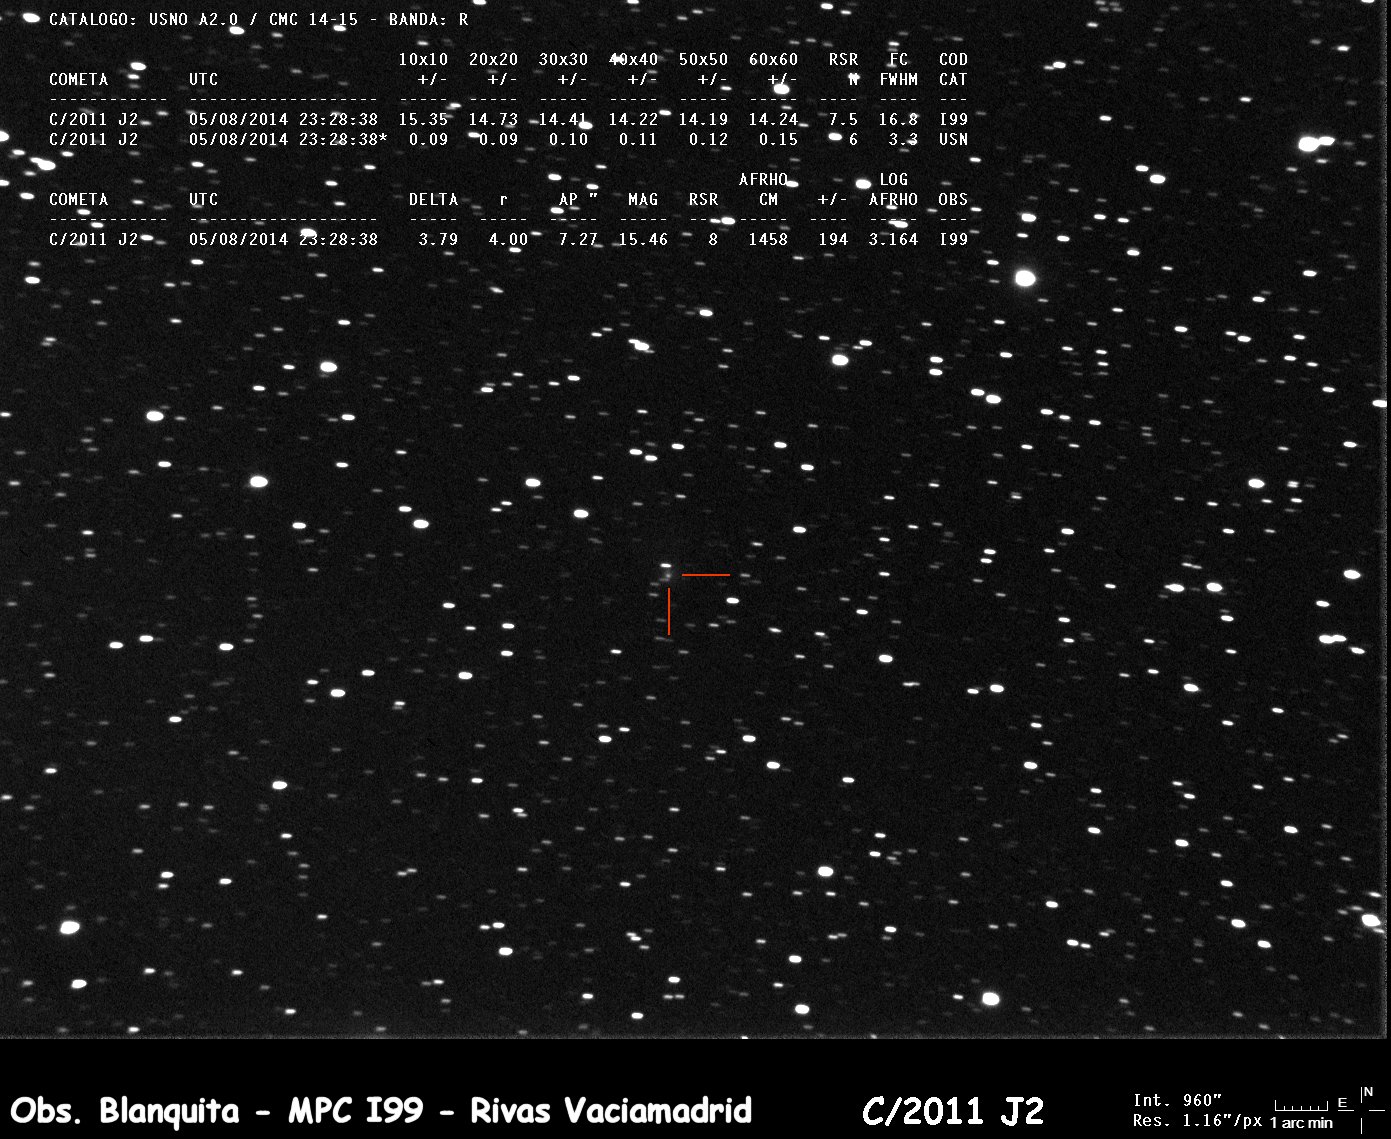 CATALOGO: USNO A2.0 / CMC 14-15 - BANDA: R
10x10 20x20 30x30 40x40 50x50 60x60 RSR FC COD
COMETA UTC +/- +/- +/- +/- +/- +/- N FWHM CAT
------------ ------------------- ----- ----- ----- ----- ----- ----- ---- ---- ---
C/2011 J2 05/08/2014 23:28:38 15.35 14.73 14.41 14.22 14.19 14.24 7.5 16.8 I99
C/2011 J2 05/08/2014 23:28:38* 0.09 0.09 0.10 0.11 0.12 0.15 6 3.3 USN
AFRHO LOG
COMETA UTC DELTA r AP " MAG RSR CM +/- AFRHO OBS
------------ ------------------- ----- ---- ---- ----- --- ---- ---- ----- ---
C/2011 J2 05/08/2014 23:28:38 3.79 4.00 7.27 15.46 8 1458 194 3.164 I99
Obs. Blanquita - MPC I99 - Rivas Vaciamadrid
C/2011 J2
Int. 960"
Res. 1.16"/px
1 arc min
E
N